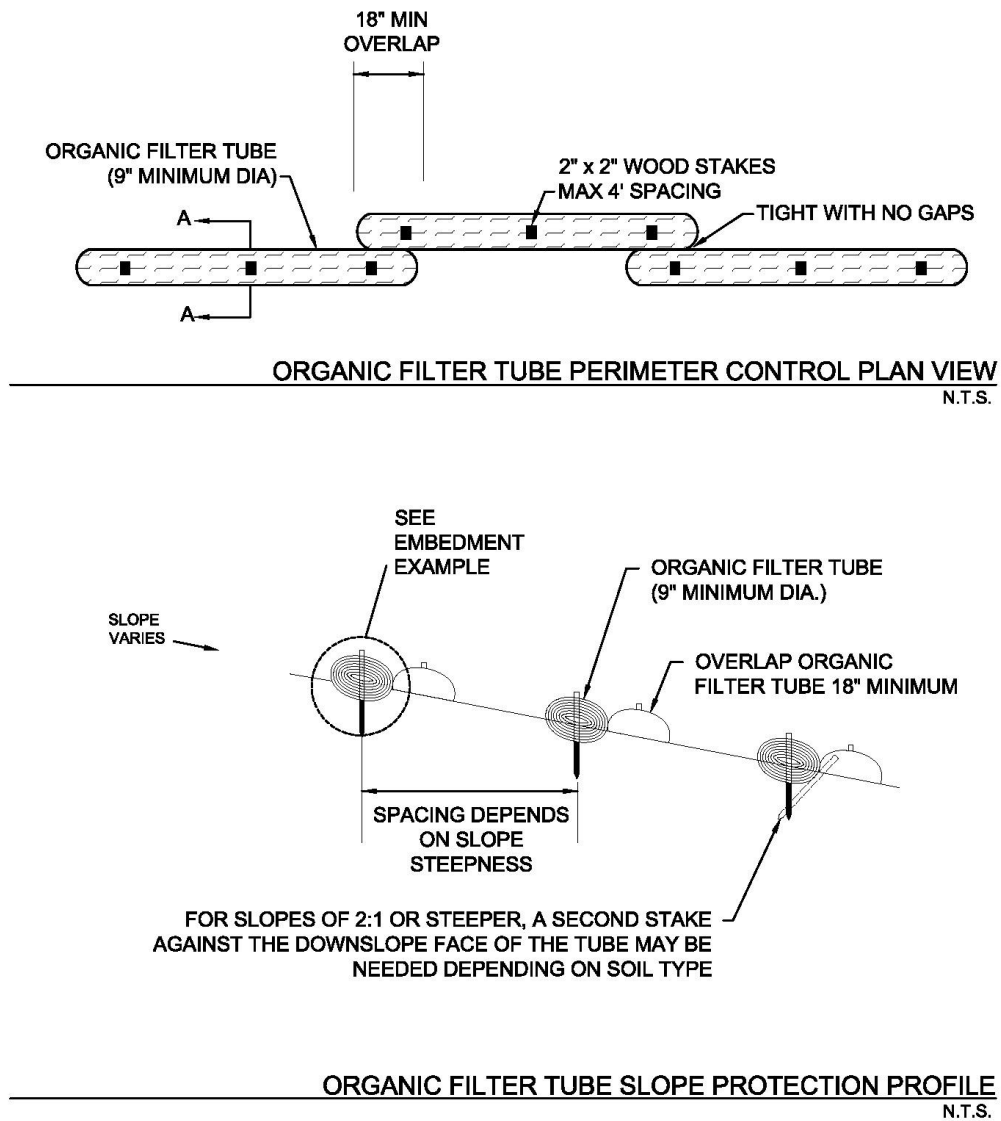 18" MIN
OVERLAP
ORGANIC FILTER TUBE
(9" MINIMUM DIA)
2" x 2" WOOD STAKES
MAX 4' SPACING
TIGHT WITH NO GAPS
A
A
ORGANIC FILTER TUBE PERIMETER CONTROL PLAN VIEW
N.T.S.
SEE
EMBEDMENT
EXAMPLE
ORGANIC FILTER TUBE
(9" MINIMUM DIA.)
SLOPE
VARIES
OVERLAP ORGANIC
FILTER TUBE 18" MINIMUM
SPACING DEPENDS
ON SLOPE
STEEPNESS
FOR SLOPES OF 2:1 OR STEEPER, A SECOND STAKE
AGAINST THE DOWNSLOPE FACE OF THE TUBE MAY BE
NEEDED DEPENDING ON SOIL TYPE
ORGANIC FILTER TUBE SLOPE PROTECTION PROFILE
N.T.S.